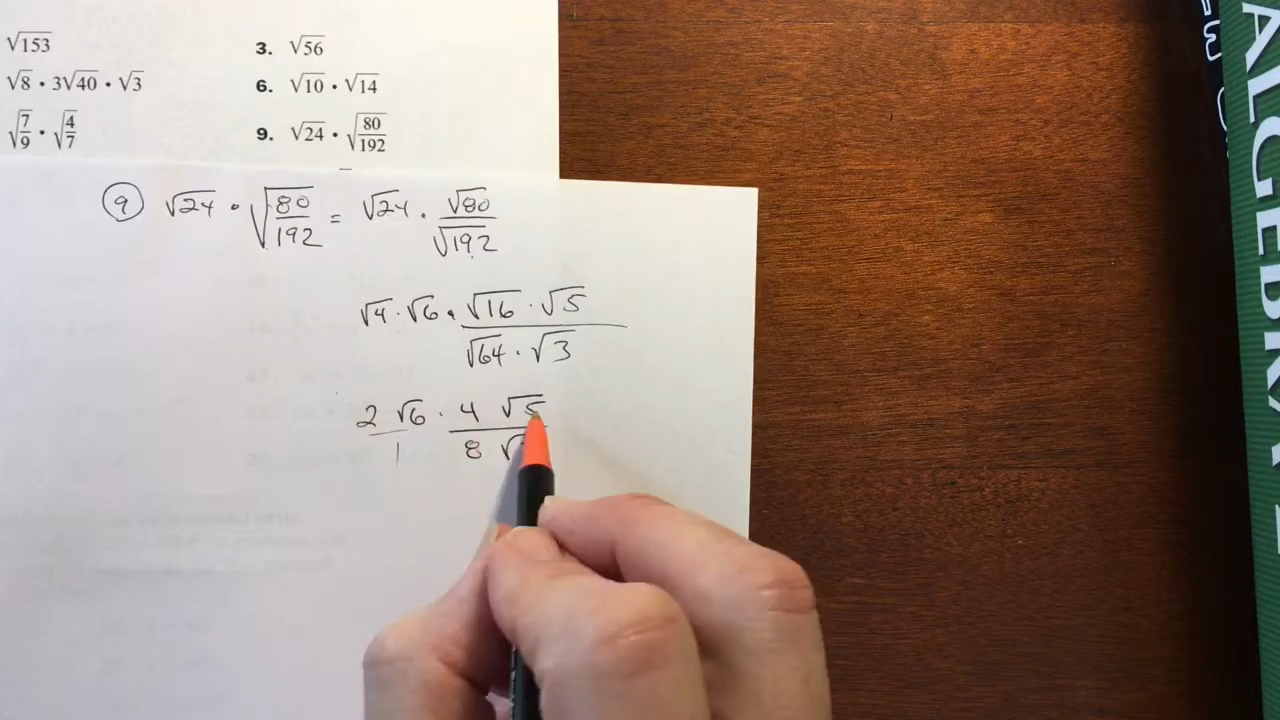 √153 3. √56
√8 • 3√40 • √3 6. √10 • √14
√7/9 • √4/7 9. √24 • √80/192
9 √24 • √80/192 = √24 · √80/√192
√4 · √6 · √16 · √5/√64 · √3
2 √6/1 · 4 √5/8 √
ALGEBRA 2